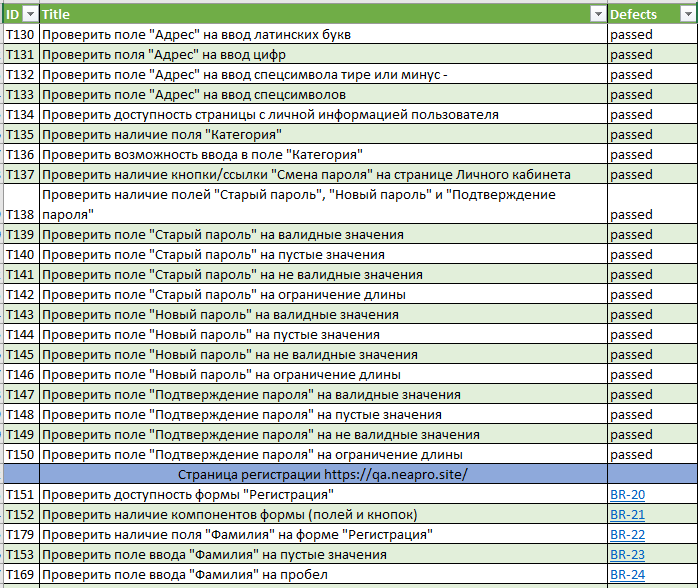 ID Title Defects
T130 Проверить поле "Адрес" на ввод латинских букв passed
T131 Проверить поля "Адрес" на ввод цифр passed
T132 Проверить поле "Адрес" на ввод спецсимвола тире или минус - passed
T133 Проверить поле "Адрес" на ввод спецсимволов passed
T134 Проверить доступность страницы с личной информацией пользователя passed
T135 Проверить наличие поля "Категория" passed
T136 Проверить возможность ввода в поле "Категория" passed
T137 Проверить наличие кнопки/ссылки "Смена пароля" на странице Личного кабинета passed
Проверить наличие полей "Старый пароль", "Новый пароль" и "Подтверждение
T138 пароля" passed
T139 Проверить поле "Старый пароль" на валидные значения passed
T140 Проверить поле "Старый пароль" на пустые значения passed
T141 Проверить поле "Старый пароль" на не валидные значения passed
T142 Проверить поле "Старый пароль" на ограничение длины passed
T143 Проверить поле "Новый пароль" на валидные значения passed
T144 Проверить поле "Новый пароль" на пустые значения passed
T145 Проверить поле "Новый пароль" на не валидные значения passed
T146 Проверить поле "Новый пароль" на ограничение длины passed
T147 Проверить поле "Подтверждение пароля" на валидные значения passed
T148 Проверить поле "Подтверждение пароля" на пустые значения passed
T149 Проверить поле "Подтверждение пароля" на не валидные значения passed
T150 Проверить поле "Подтверждение пароля" на ограничение длины passed
Страница регистрации https://qa.neapro.site/
T151 Проверить доступность формы "Регистрация" BR-20
T152 Проверить наличие компонентов формы (полей и кнопок) BR-21
T179 Проверить наличие поля "Фамилия" на форме "Регистрация" BR-22
T153 Проверить поле ввода "Фамилия" на пустые значения BR-23
T169 Проверить поле ввода "Фамилия" на пробел BR-24